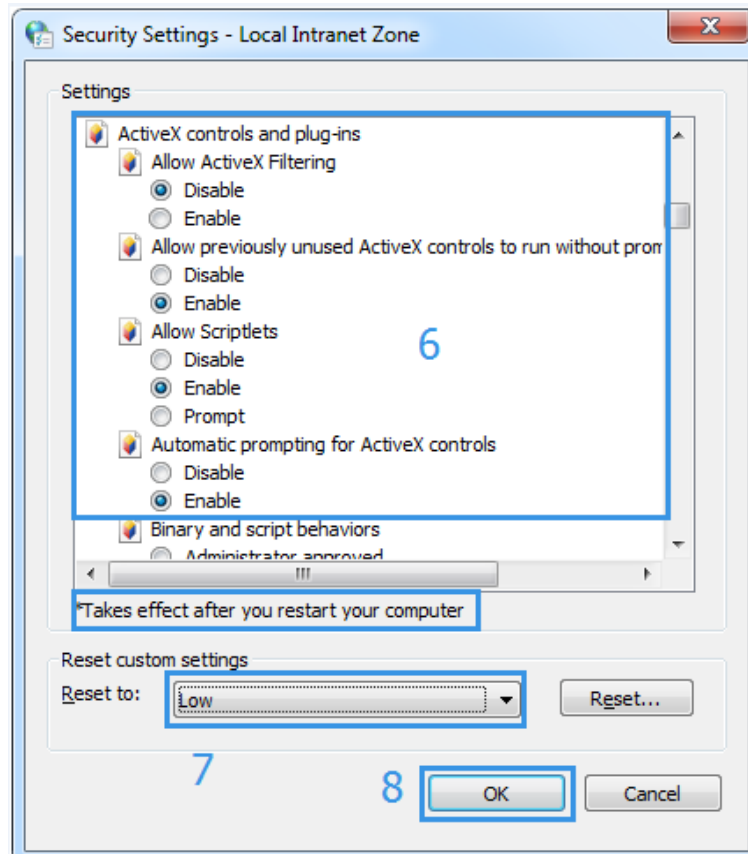 Security Settings - Local Intranet Zone
X
Settings
ActiveX controls and plug-ins
Allow ActiveX Filtering
Disable
Enable
Allow previously unused ActiveX controls to run without prom
Disable
Enable
Allow Scriptlets
6
Disable
Enable
Prompt
Automatic prompting for ActiveX controls
Disable
Enable
Binary and script behaviors
Administrator approved
*Takes effect after you restart your computer
Reset custom settings
Reset to: Low Reset...
7
8 OK Cancel